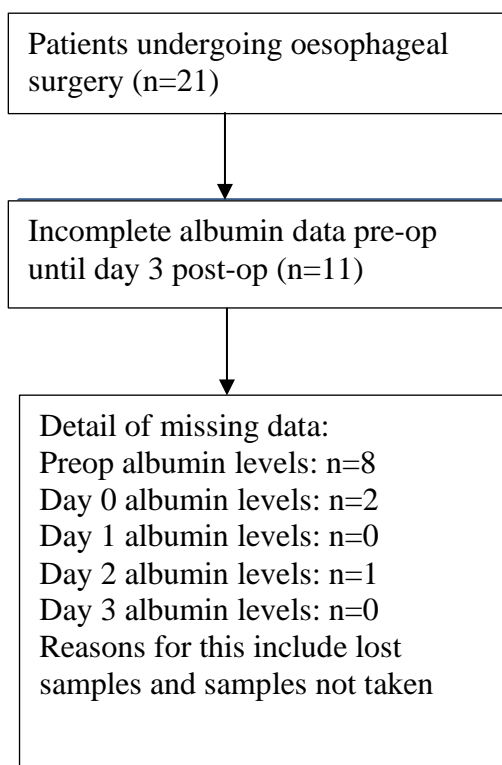 Patients undergoing oesophageal
surgery (n=21)
Incomplete albumin data pre-op
until day 3 post-op (n=11)
Detail of missing data:
Preop albumin levels: n=8
Day 0 albumin levels: n=2
Day 1 albumin levels: n=0
Day 2 albumin levels: n=1
Day 3 albumin levels: n=0
Reasons for this include lost
samples and samples not taken